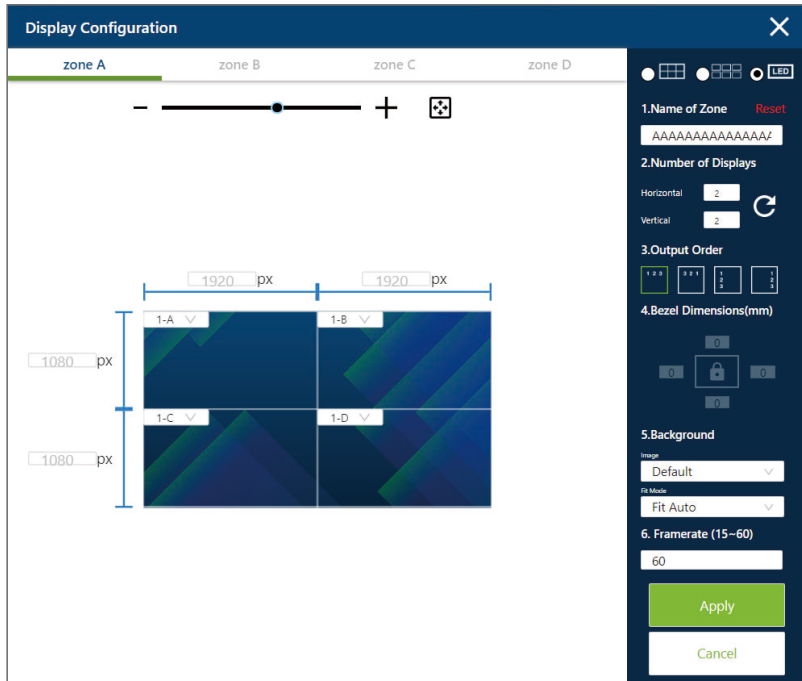 Display Configuration
zone A zone B zone C zone D
LED
1.Name of Zone Reset
AAAAAAAAAAAAAAA
2.Number of Displays
Horizontal 2
Vertical 2
3.Output Order
1 2 3 3 2 1 1 2 3 1 2 3
4.Bezel Dimensions(mm)
0
0 0
0
5.Background
Image
Default
Fit Mode
Fit Auto
6. Framerate (15~60)
60
Apply
Cancel
1920 px 1920 px
1-A 1-B
1080 px
1-C 1-D
1080 px